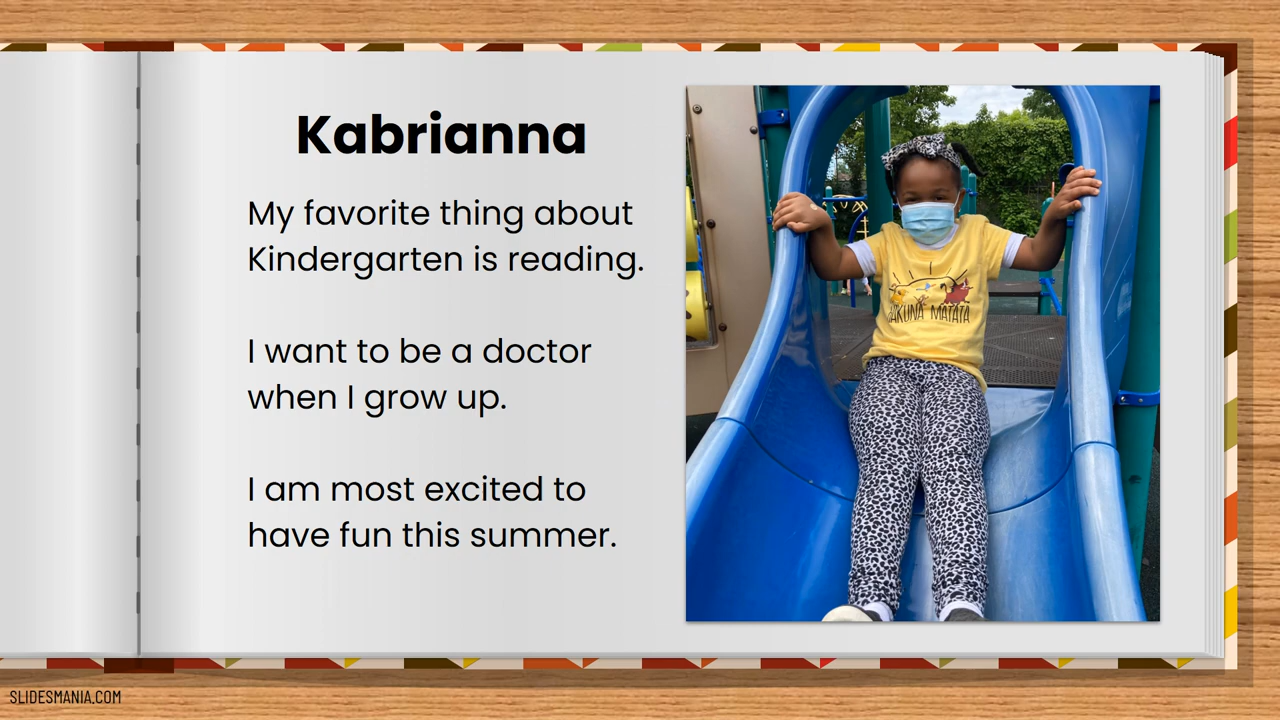 Kabrianna
My favorite thing about
Kindergarten is reading.
I want to be a doctor
when I grow up.
I am most excited to
have fun this summer.
HAKUNA MATATA
SLIDESMANIA.COM